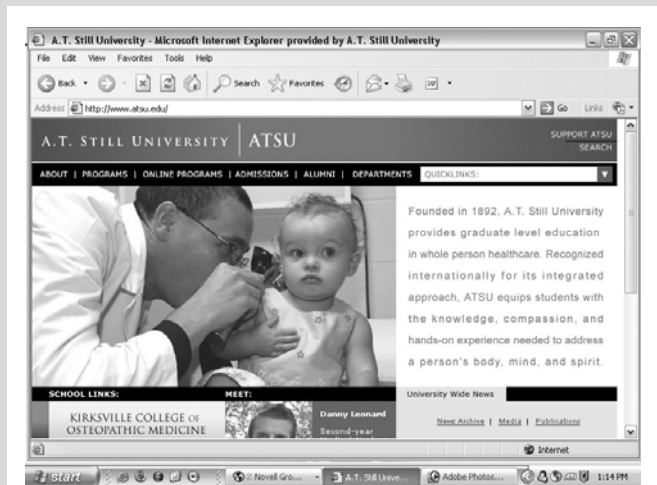 A.T. Still University - Microsoft Internet Explorer provided by A.T. Still University
File Edit View Favorites Tools Help
Back Search Favorites
Address http://www.atsu.edu/ Go Links
A.T. STILL UNIVERSITY | ATSU
SUPPORT ATSU
SEARCH
ABOUT | PROGRAMS | ONLINE PROGRAMS | ADMISSIONS | ALUMNI | DEPARTMENTS QUICKLINKS:
Founded in 1892, A.T. Still University
provides graduate level education
in whole person healthcare. Recognized
internationally for its integrated
approach, ATSU equips students with
the knowledge, compassion, and
hands-on experience needed to address
a person's body, mind, and spirit.
SCHOOL LINKS: MEET: University Wide News
KIRKSVILLE COLLEGE OF
OSTEOPATHIC MEDICINE
Danny Leonard
Second-year
News Archive | Media | Publications
Internet
start 2 Novell Gro... A.T. Still Unive... Adobe Photos... 1:14 PM